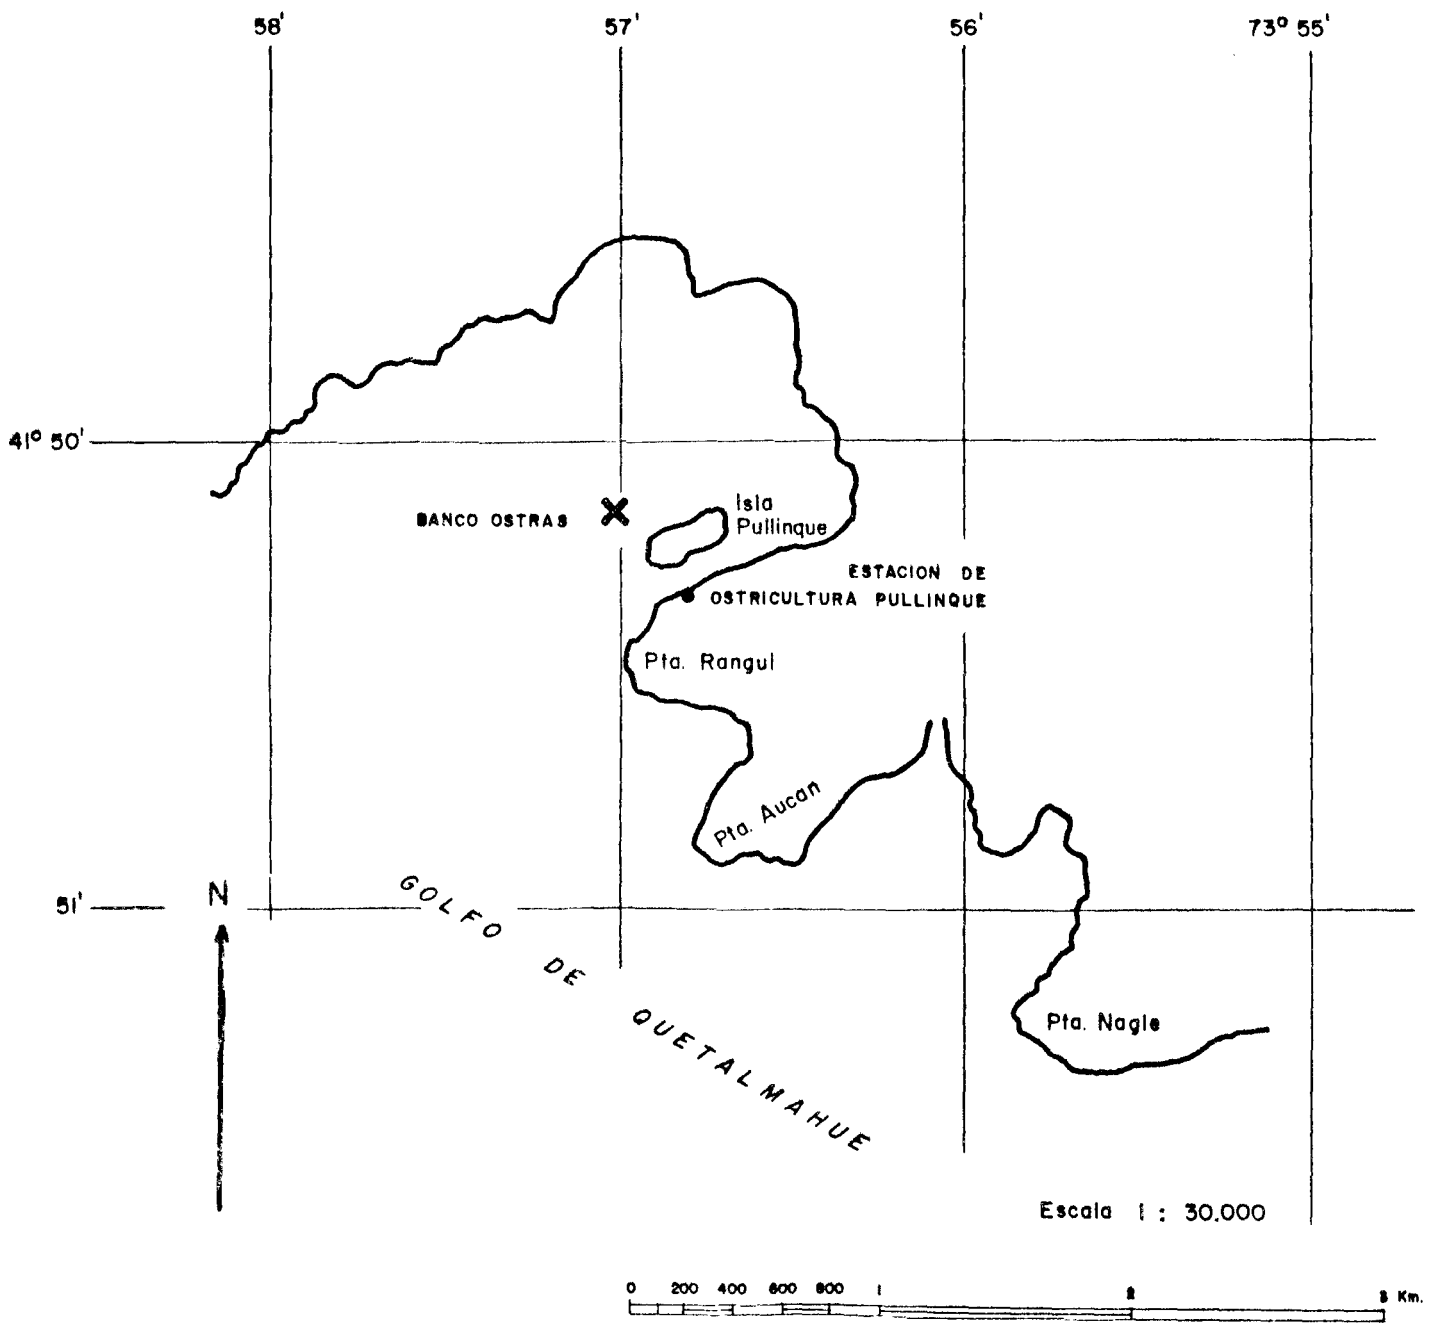 58' 57' 56' 73° 55'
41° 50'
Isla
Pullinque
BANCO OSTRAS
ESTACION DE
OSTRICULTURA PULLINQUE
Pta. Rangul
Pta. Aucan
N
51'
GOLFO DE QUETALMAHUE
Pta. Nagle
Escala 1 : 30.000
0 200 400 600 800 1 2 3 Km.